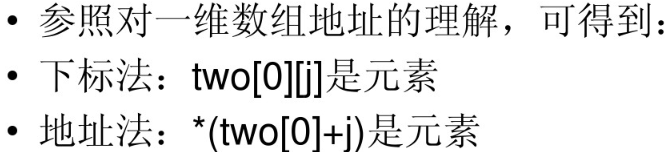 • 参照对一维数组地址的理解，可得到：
• 下标法：two[0][j]是元素
• 地址法：*(two[0]+j)是元素